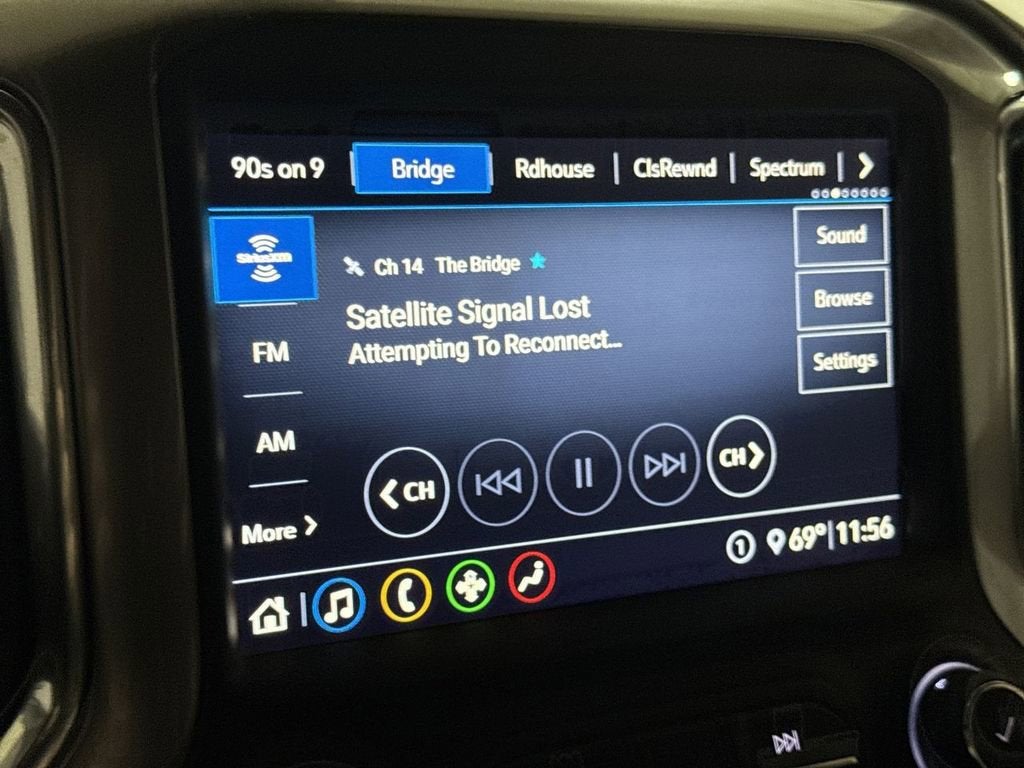 90s on 9 | Bridge | Rdhouse | ClsRewnd | Spectrum
SiriusXM
Ch 14 The Bridge
Satellite Signal Lost
Attempting To Reconnect...
Sound
Browse
Settings
FM
AM
More
CH
CH
1 69° | 11:56